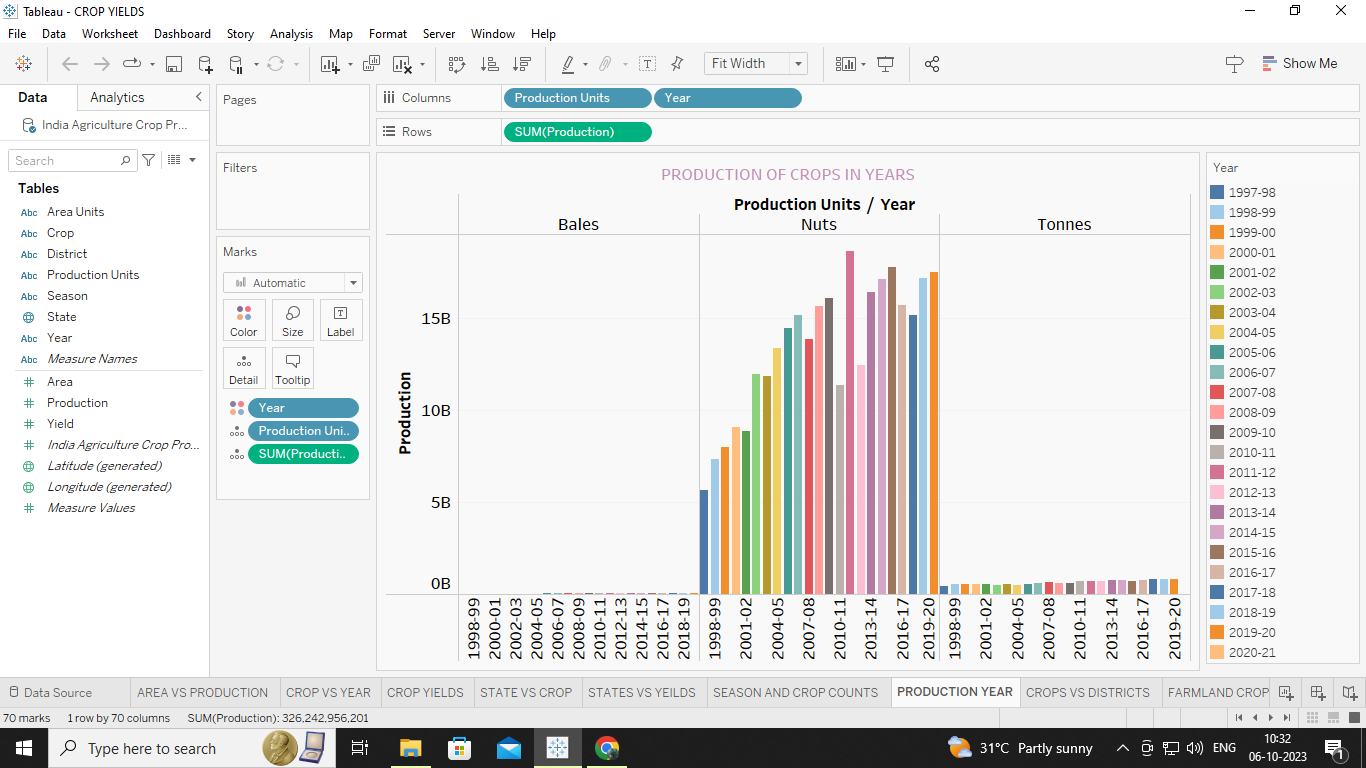 Tableau - CROP YIELDS
File Data Worksheet Dashboard Story Analysis Map Format Server Window Help
Fit Width
Show Me
Data Analytics
India Agriculture Crop Pr...
Search
Tables
Abc Area Units
Abc Crop
Abc District
Abc Production Units
Abc Season
State
Abc Year
Abc Measure Names
# Area
# Production
# Yield
# India Agriculture Crop Pro...
Latitude (generated)
Longitude (generated)
# Measure Values
Pages
Filters
Marks
Automatic
Color Size Label
Detail Tooltip
Year
Production Uni..
SUM(Producti..
Columns Production Units Year
Rows SUM(Production)
PRODUCTION OF CROPS IN YEARS
Production Units / Year
Bales Nuts Tonnes
Production
15B
10B
5B
0B
1998-99 2000-01 2002-03 2004-05 2006-07 2008-09 2010-11 2012-13 2014-15 2016-17 2018-19 1998-99 2001-02 2004-05 2007-08 2010-11 2013-14 2016-17 2019-20 1998-99 2001-02 2004-05 2007-08 2010-11 2013-14 2016-17 2019-20
Year
1997-98
1998-99
1999-00
2000-01
2001-02
2002-03
2003-04
2004-05
2005-06
2006-07
2007-08
2008-09
2009-10
2010-11
2011-12
2012-13
2013-14
2014-15
2015-16
2016-17
2017-18
2018-19
2019-20
2020-21
Data Source AREA VS PRODUCTION CROP VS YEAR CROP YIELDS STATE VS CROP STATES VS YEILDS SEASON AND CROP COUNTS PRODUCTION YEAR CROPS VS DISTRICTS FARMLAND CROP
70 marks 1 row by 70 columns SUM(Production): 326,242,956,201
Type here to search
31°C Partly sunny
ENG
10:32
06-10-2023
1